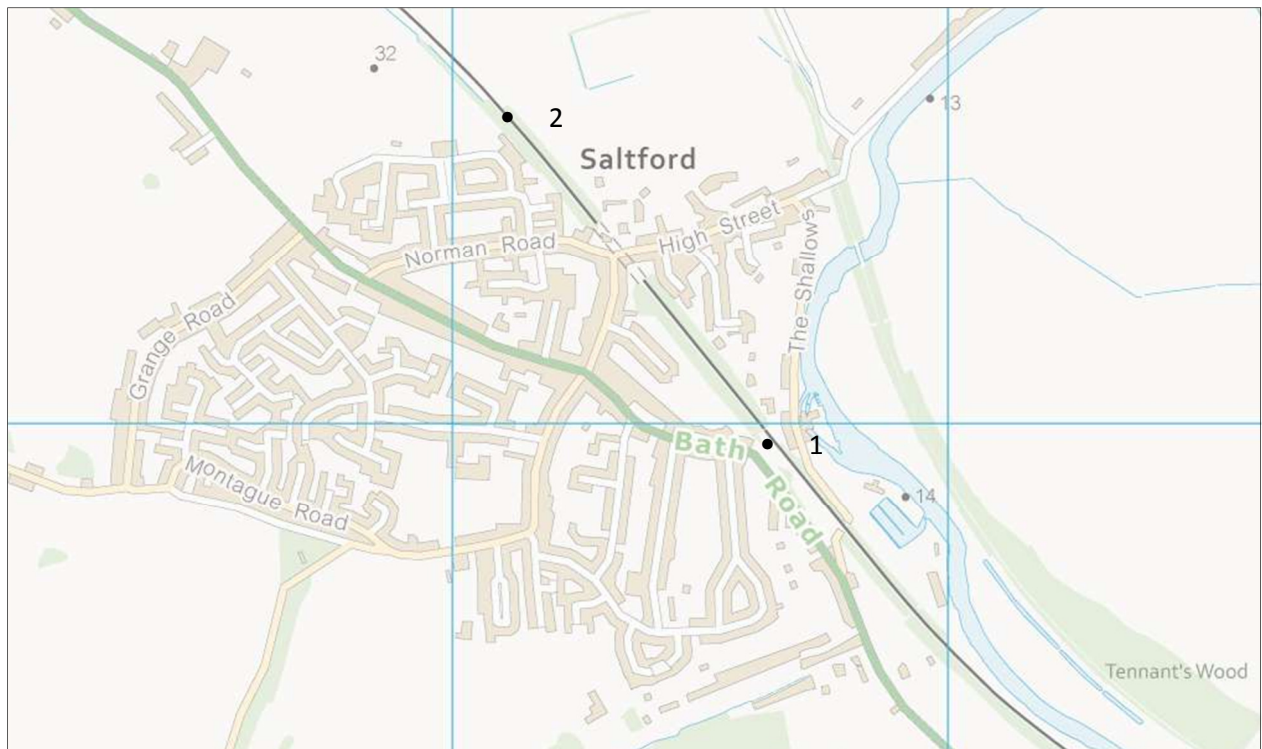 32
2
13
Saltford
High Street
Norman Road
The Shallows
Grange Road
1
Bath Road
Montague Road
14
Tennant's Wood